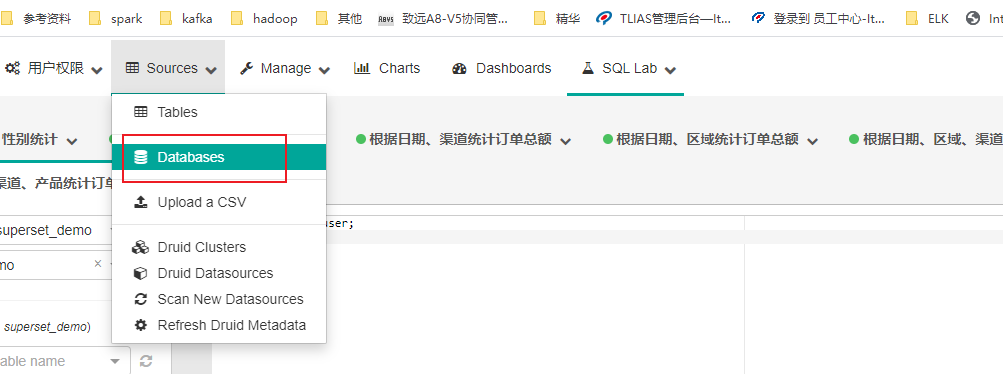 参考资料 spark kafka hadoop 其他 致远A8-V5协同管... 精华 TLIAS管理后台—It... 登录到 员工中心-It... ELK Int
用户权限 Sources Manage Charts Dashboards SQL Lab
Tables
性别统计 根据日期、渠道统计订单总额 根据日期、区域统计订单总额 根据日期、区域、渠
Databases
渠道、产品统计订单
Upload a CSV
superset_demo user;
Druid Clusters
mo ×
Druid Datasources
Scan New Datasources
superset_demo) Refresh Druid Metadata
able name